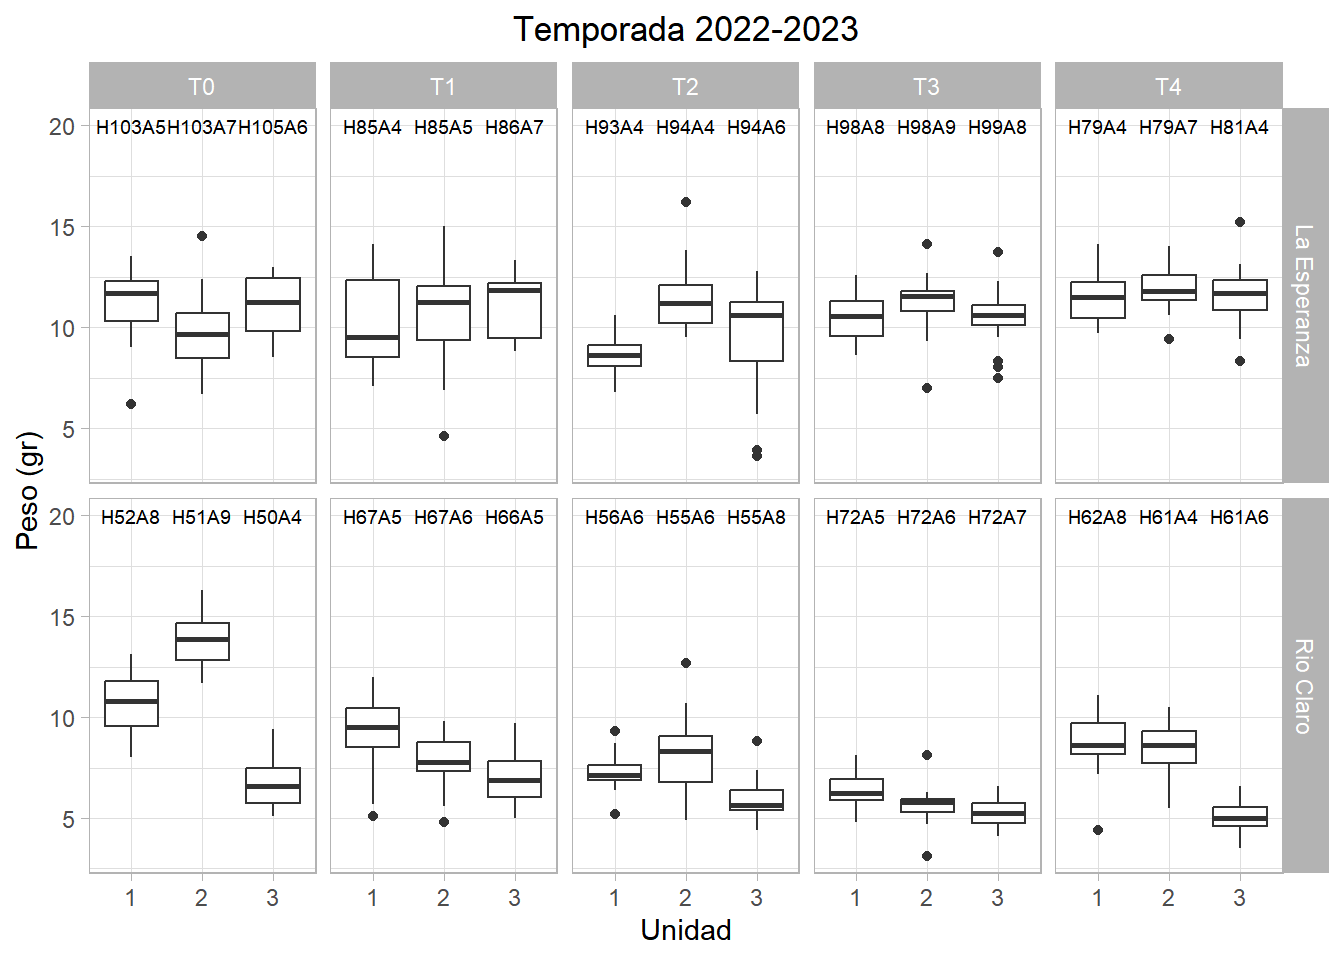 Temporada 2022-2023
T0 T1 T2 T3 T4
20 H103A5 H103A7 H105A6 H85A4 H85A5 H86A7 H93A4 H94A4 H94A6 H98A8 H98A9 H99A8 H79A4 H79A7 H81A4
15
10
5
La Esperanza
Peso (gr)
20 H52A8 H51A9 H50A4 H67A5 H67A6 H66A5 H56A6 H55A6 H55A8 H72A5 H72A6 H72A7 H62A8 H61A4 H61A6
15
10
5
Rio Claro
1 2 3 1 2 3 1 2 3 1 2 3 1 2 3
Unidad